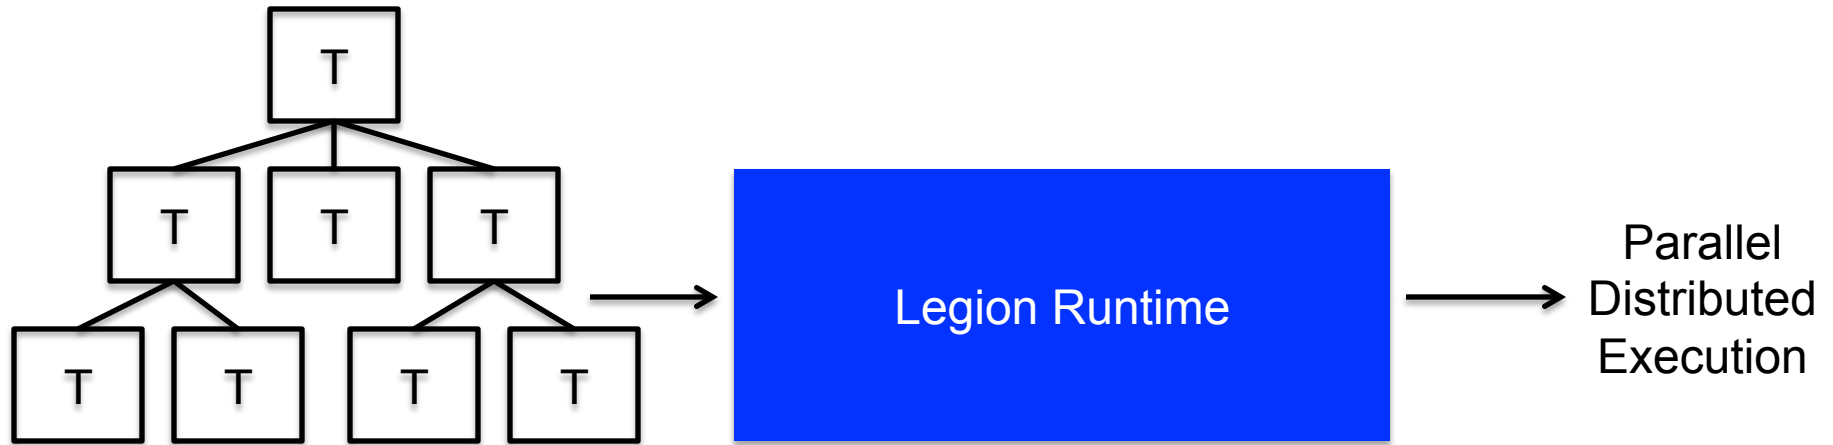 T
T T T
T T T T
Legion Runtime
Parallel
Distributed
Execution